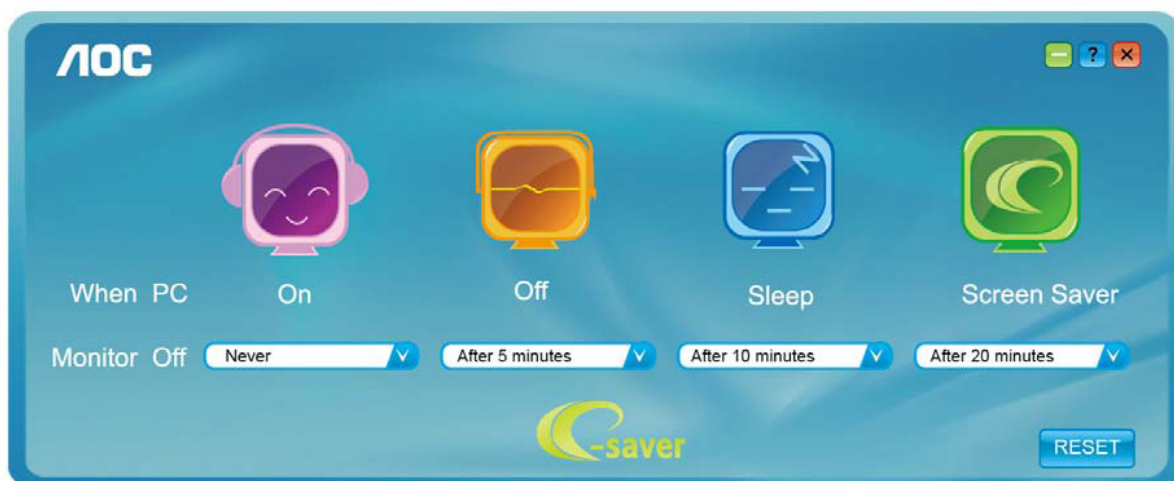 AOC
?
When PC On Off Sleep Screen Saver
Monitor Off Never After 5 minutes After 10 minutes After 20 minutes
e-saver
RESET